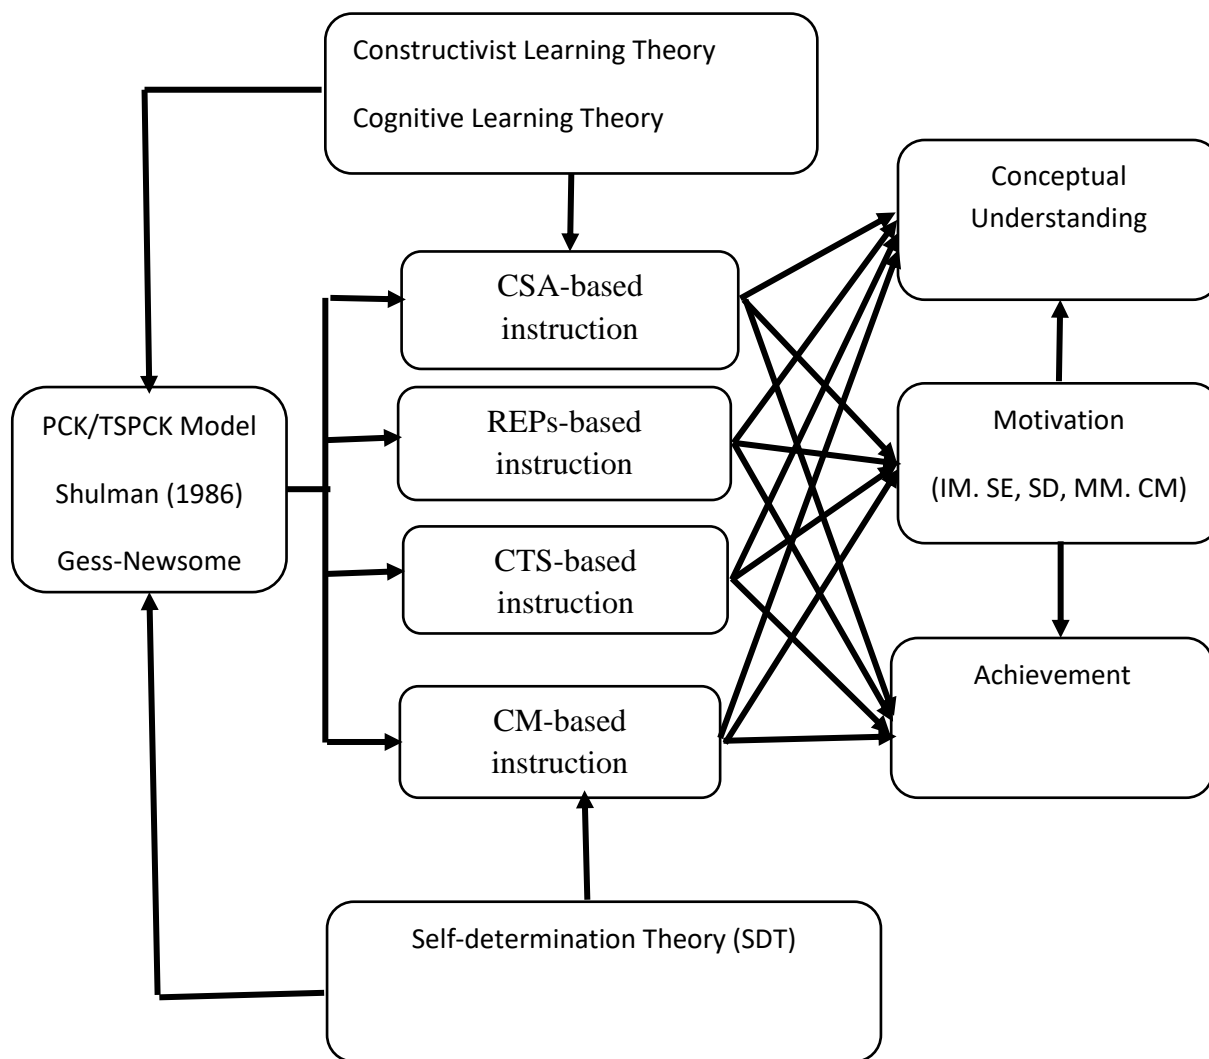 Constructivist Learning Theory
Cognitive Learning Theory
Conceptual
Understanding
CSA-based
instruction
PCK/TSPCK Model
Shulman (1986)
Gess-Newsome
REPs-based
instruction
Motivation
(IM. SE, SD, MM. CM)
CTS-based
instruction
Achievement
CM-based
instruction
Self-determination Theory (SDT)